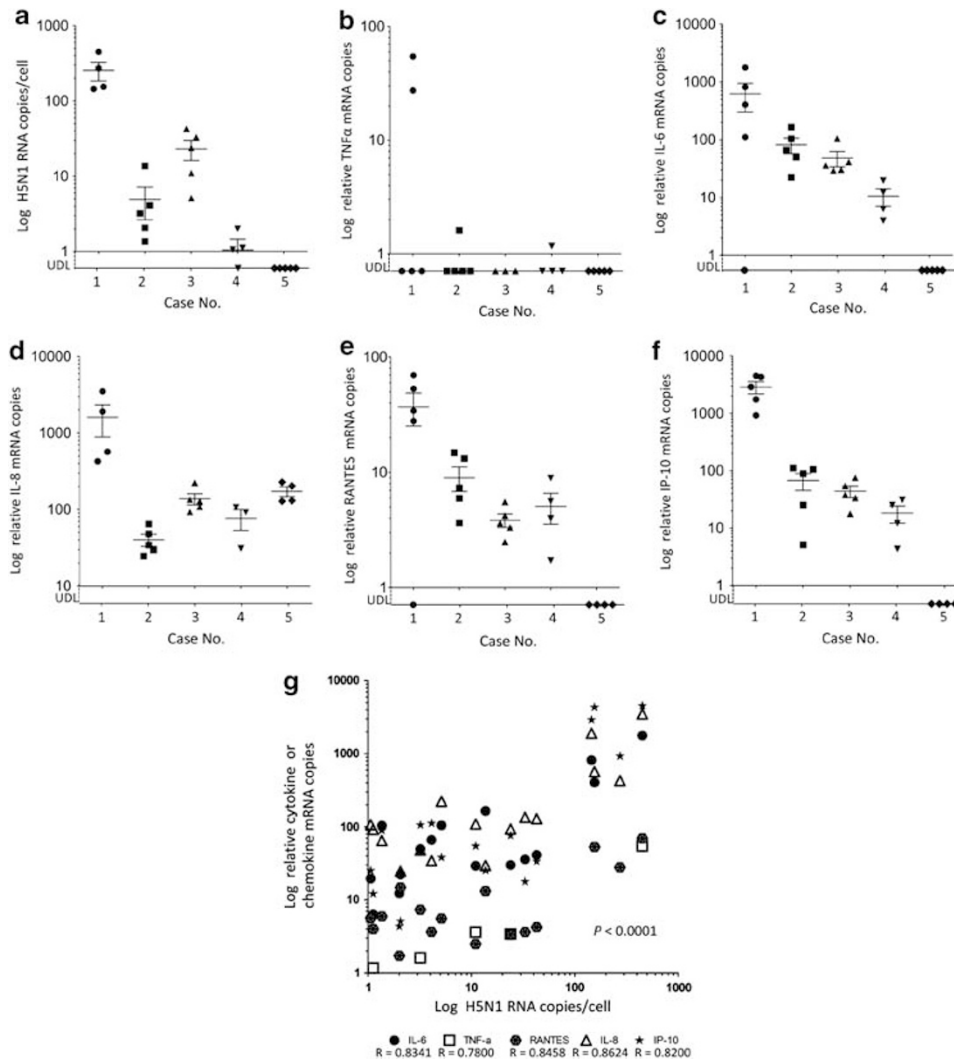 a
Log H5N1 RNA copies/cell
1000
100
10
1
UDL
1 2 3 4 5
Case No.
b
Log relative TNFα mRNA copies
100
10
1
UDL
1 2 3 4 5
Case No.
c
Log relative IL-6 mRNA copies
10000
1000
100
10
1
UDL
1 2 3 4 5
Case No.
d
Log relative IL-8 mRNA copies
10000
1000
100
10
UDL
1 2 3 4 5
Case No.
e
Log relative RANTES mRNA copies
100
10
1
UDL
1 2 3 4 5
Case No.
f
Log relative IP-10 mRNA copies
10000
1000
100
10
1
UDL
1 2 3 4 5
Case No.
g
Log relative cytokine or
chemokine mRNA copies
10000
1000
100
10
1
P < 0.0001
1 10 100 1000
Log H5N1 RNA copies/cell
IL-6 TNF-a RANTES IL-8 IP-10
R = 0.8341 R = 0.7800 R = 0.8458 R = 0.8624 R = 0.8200